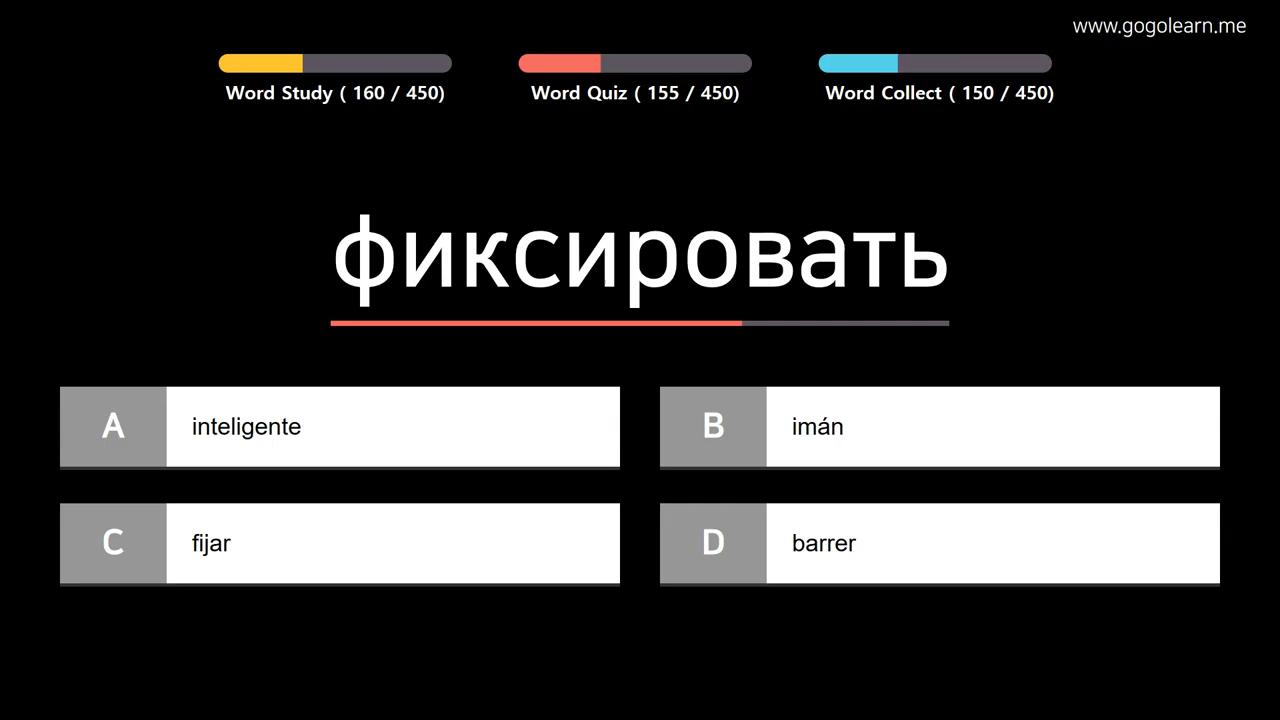 www.gogolearn.me
Word Study ( 160 / 450)
Word Quiz ( 155 / 450)
Word Collect ( 150 / 450)
фиксировать
A inteligente
B imán
C fijar
D barrer